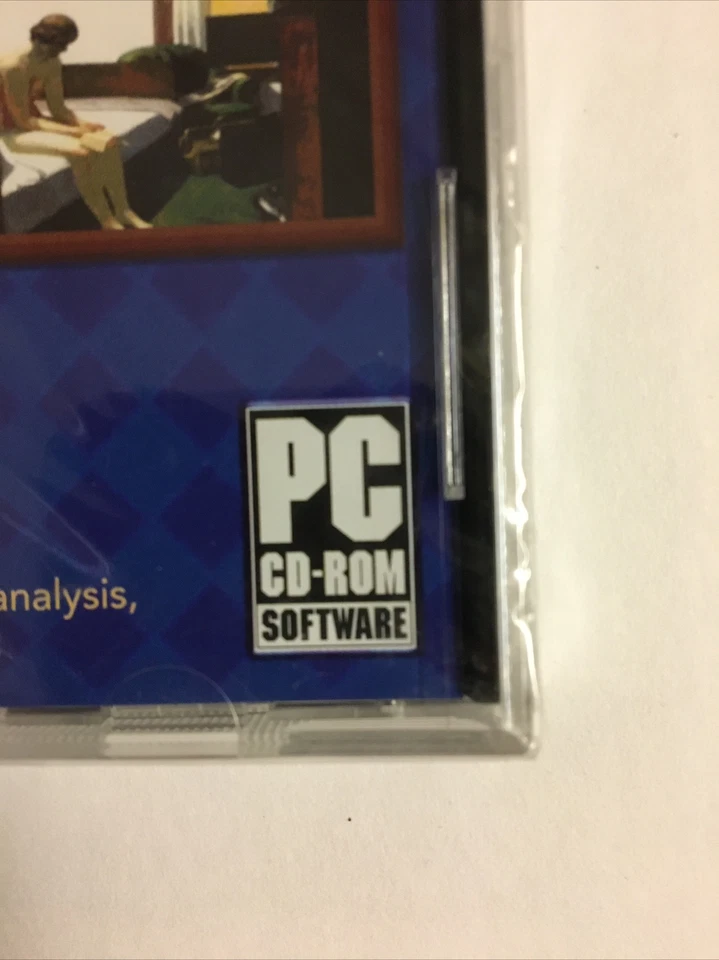 analysis,
PC
CD-ROM
SOFTWARE